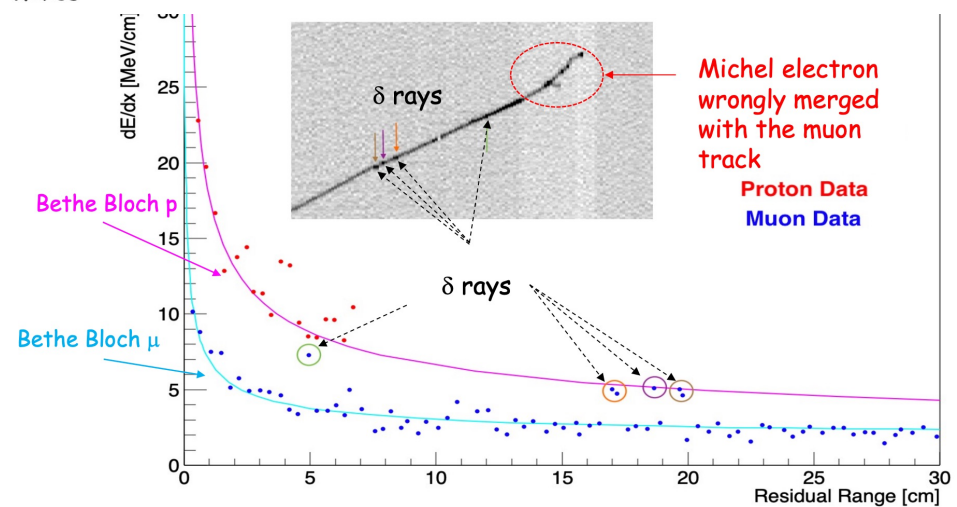 30
dE/dx [MeV/cm]
25
20
15
10
5
0
0
5
10
15
20
25
30
Residual Range [cm]
δ rays
Michel electron
wrongly merged
with the muon
track
Proton Data
Muon Data
Bethe Bloch p
δ rays
Bethe Bloch μ